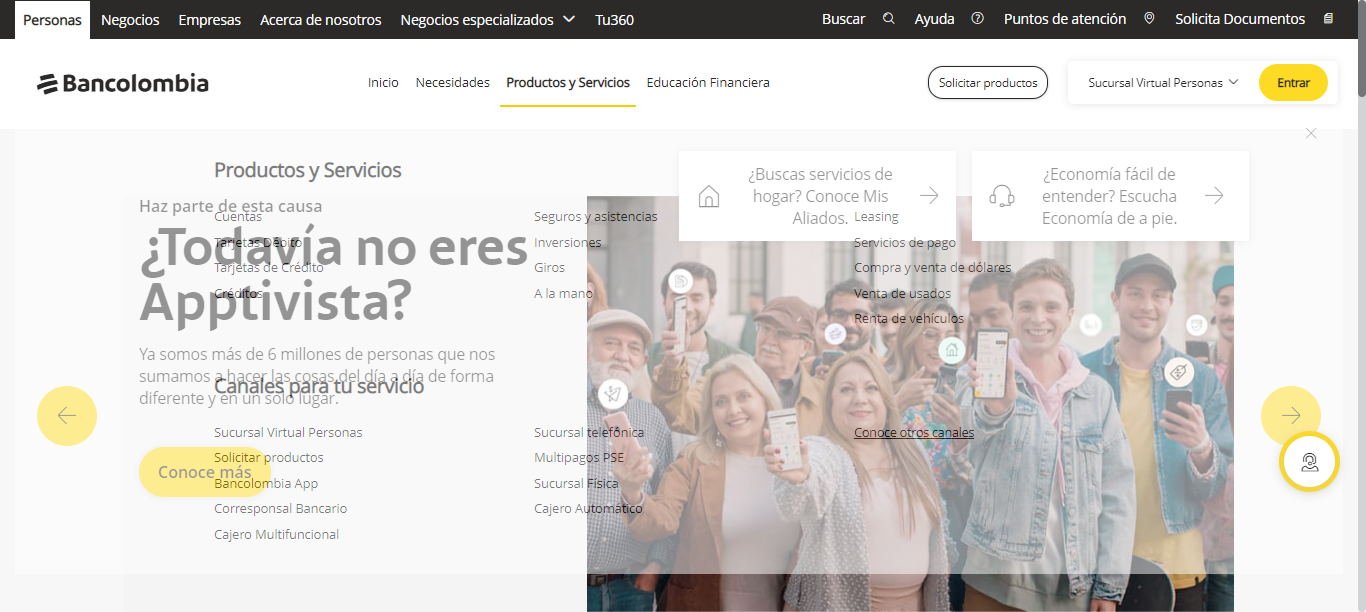 Personas Negocios Empresas Acerca de nosotros Negocios especializados Tu360 Buscar Ayuda Puntos de atención Solicita Documentos
Bancolombia Inicio Necesidades Productos y Servicios Educación Financiera Solicitar productos Sucursal Virtual Personas Entrar
Productos y Servicios
Cuentas
Tarjetas Débito
Tarjetas de Crédito
Créditos
Seguros y asistencias
Inversiones
Giros
A la mano
Leasing
Servicios de pago
Compra y venta de dólares
Venta de usados
Renta de vehículos
¿Buscas servicios de
hogar? Conoce Mis
Aliados.
¿Economía fácil de
entender? Escucha
Economía de a pie.
Haz parte de esta causa
¿Todavía no eres
Apptivista?
Ya somos más de 6 millones de personas que nos
sumamos a hacer las cosas del día a día de forma
diferente y en un solo lugar.
Conoce más
Canales para tu servicio
Sucursal Virtual Personas
Solicitar productos
Bancolombia App
Corresponsal Bancario
Cajero Multifuncional
Sucursal telefónica
Multipagos PSE
Sucursal Física
Cajero Automático
Conoce otros canales